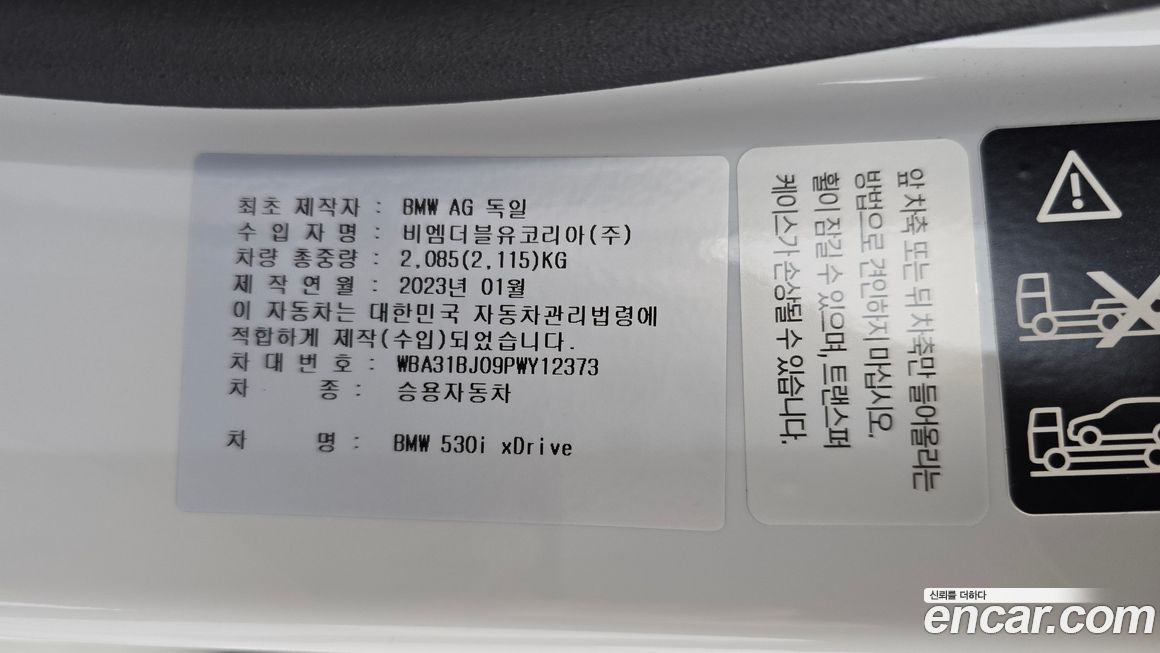 최초 제작자 : BMW AG 독일
수 입 자 명 : 비엠더블유코리아(주)
차량 총중량 : 2,085(2,115)KG
제 작 연 월 : 2023년 01월
이 자동차는 대한민국 자동차관리법령에
적합하게 제작(수입)되었습니다.
차 대 번 호 : WBA31BJ09PWY12373
차 종 : 승용자동차
차 명 : BMW 530i xDrive
앞 차축 또는 뒤 차축만 들어올리는
방법으로 견인하지 마십시오.
휠이 잠길 수 있으며, 트랜스퍼
케이스가 손상될 수 있습니다.
신뢰를 더하다
encar.com